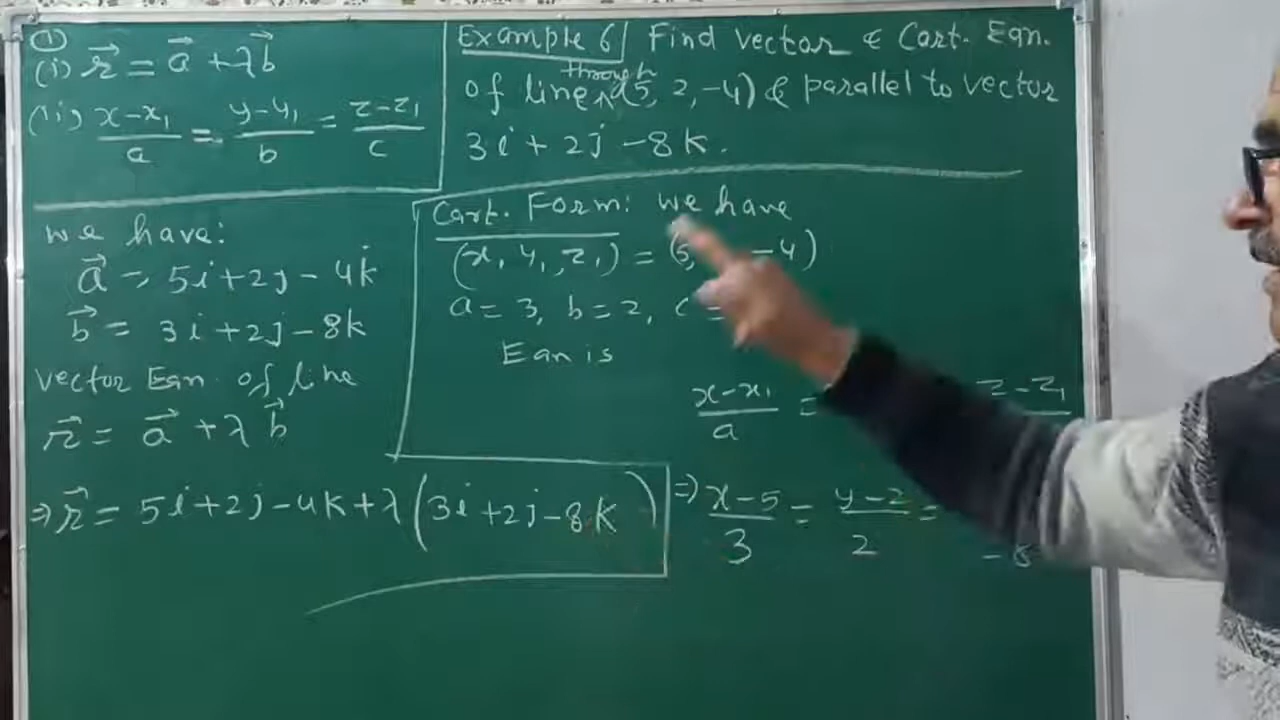 ①
(i) r⃗ = a⃗ + λb⃗
(ii) x-x₁/a = y-y₁/b = z-z₁/c
Example 6 Find vector & Cart. Eqn.
of line through (5, 2, -4) & parallel to vector
3i + 2j - 8k.
we have:
a⃗ = 5i + 2j - 4k
b⃗ = 3i + 2j - 8k
vector Eqn. of line
r⃗ = a⃗ + λb⃗
⇒ r⃗ = 5i + 2j - 4k + λ(3i + 2j - 8k)
Cart. Form: we have
(x₁ y₁, z₁) = (5, -4)
a = 3, b = 2, c =
Eqn is
x-x₁/a = z-z₁
⇒ x-5/3 = y-2/2 = -8